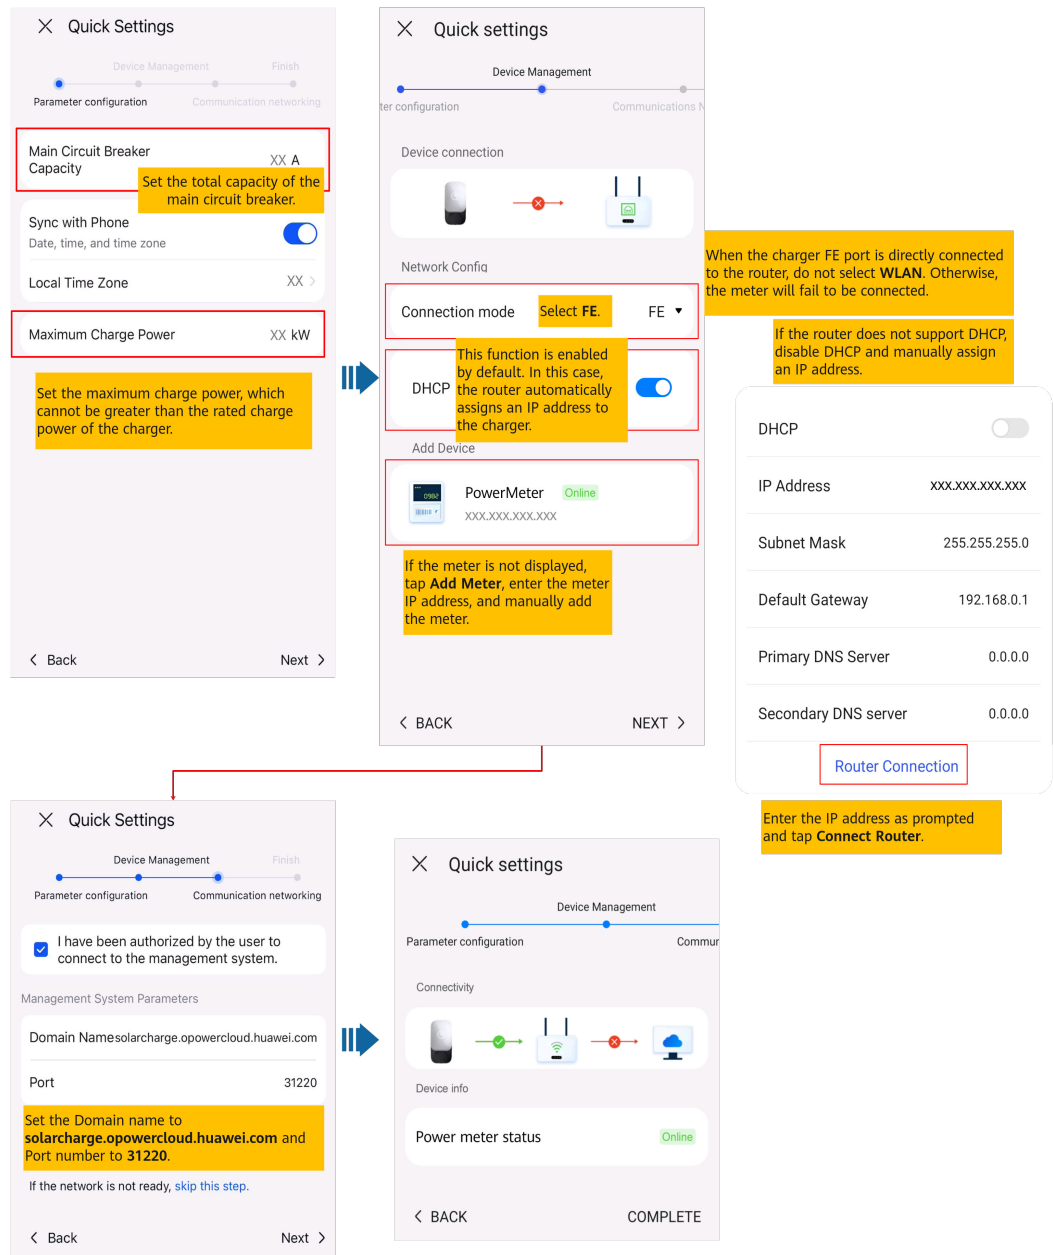 Quick Settings
Device Management
Finish
Parameter configuration
Communication networking
Main Circuit Breaker
Capacity
XX A
Set the total capacity of the
main circuit breaker.
Sync with Phone
Date, time, and time zone
Local Time Zone
XX
Maximum Charge Power
XX kW
Set the maximum charge power, which
cannot be greater than the rated charge
power of the charger.
Back
Next
Quick settings
Device Management
ter configuration
Communications N
Device connection
Network Config
Connection mode
Select FE.
FE
DHCP
This function is enabled
by default. In this case,
the router automatically
assigns an IP address to
the charger.
Add Device
PowerMeter
Online
XXX.XXX.XXX.XXX
If the meter is not displayed,
tap Add Meter, enter the meter
IP address, and manually add
the meter.
BACK
NEXT
When the charger FE port is directly connected
to the router, do not select WLAN. Otherwise,
the meter will fail to be connected.
If the router does not support DHCP,
disable DHCP and manually assign
an IP address.
DHCP
IP Address
XXX.XXX.XXX.XXX
Subnet Mask
255.255.255.0
Default Gateway
192.168.0.1
Primary DNS Server
0.0.0.0
Secondary DNS server
0.0.0.0
Router Connection
Enter the IP address as prompted
and tap Connect Router.
Quick Settings
Device Management
Finish
Parameter configuration
Communication networking
I have been authorized by the user to
connect to the management system.
Management System Parameters
Domain Name solarcharge.opowercloud.huawei.com
Port
31220
Set the Domain name to
solarcharge.opowercloud.huawei.com and
Port number to 31220.
If the network is not ready, skip this step.
Back
Next
Quick settings
Device Management
Parameter configuration
Commur
Connectivity
Device info
Power meter status
Online
BACK
COMPLETE